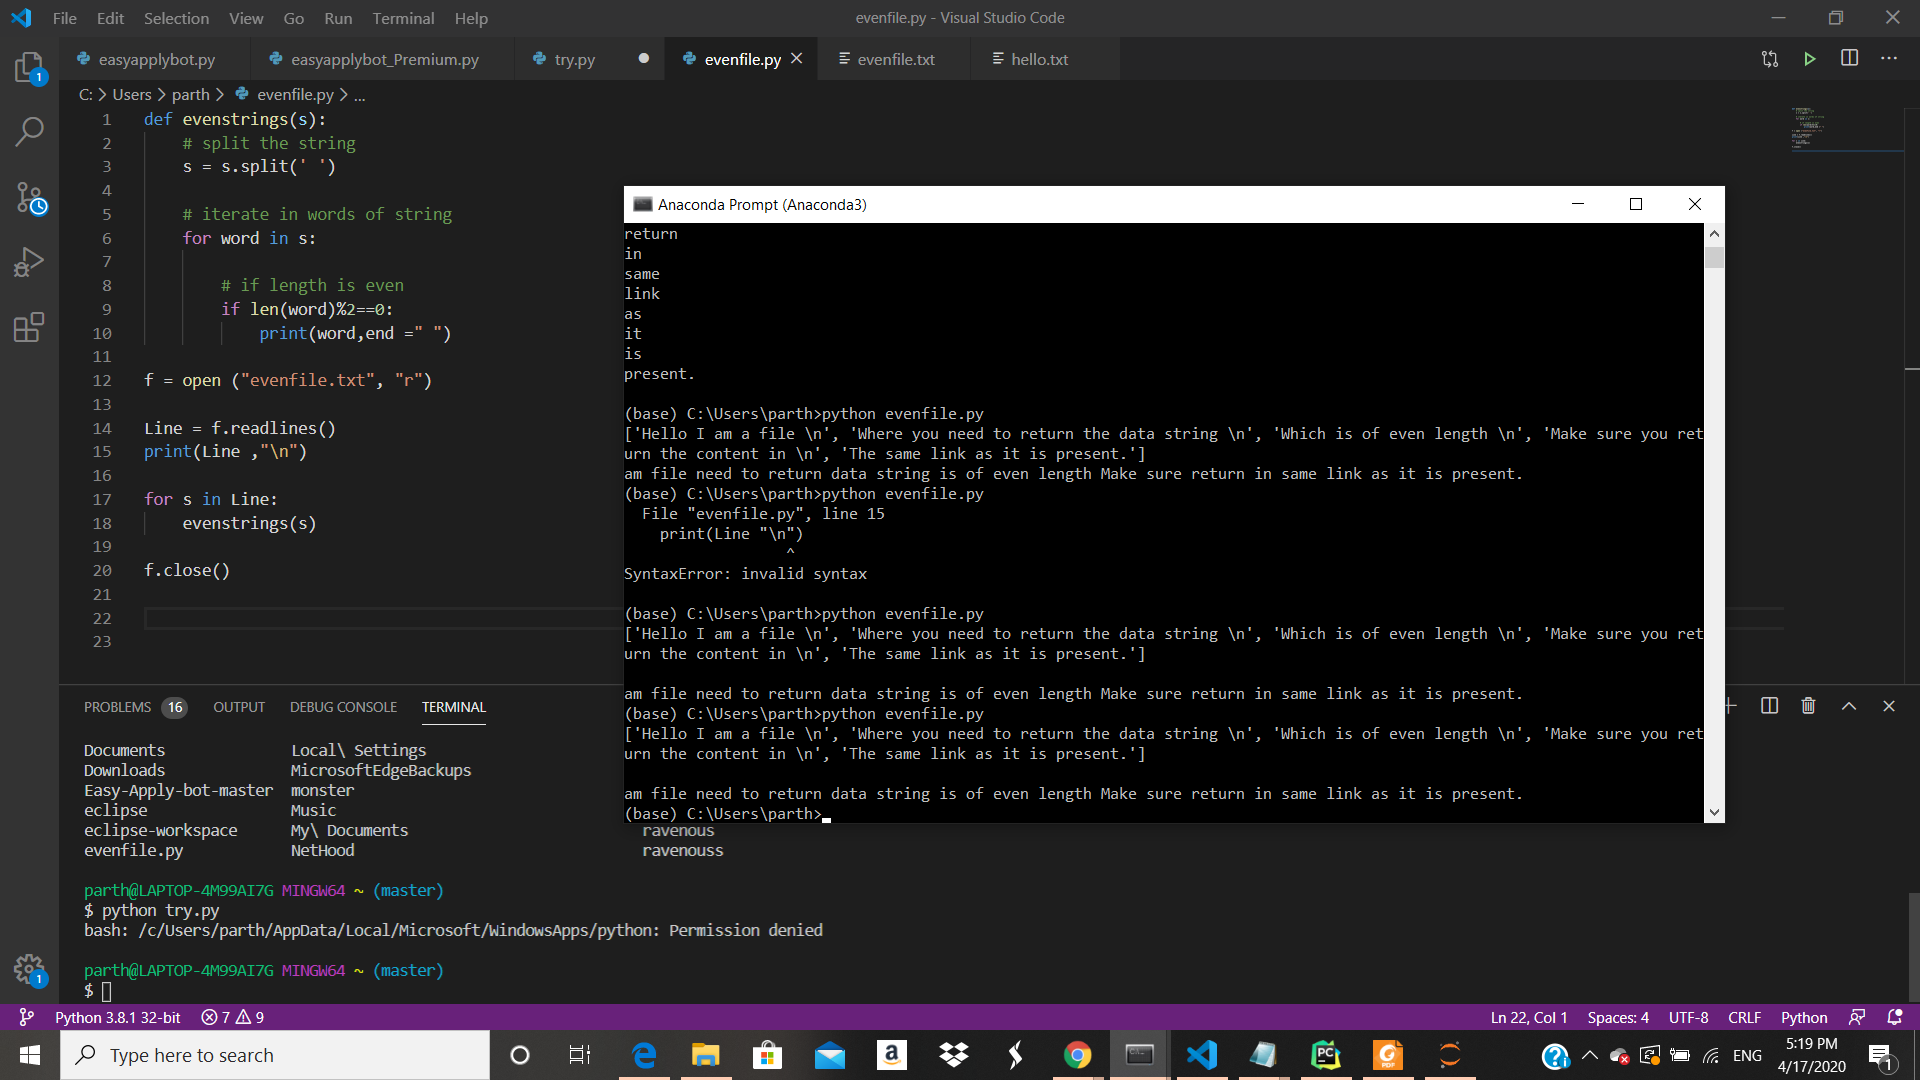 File Edit Selection View Go Run Terminal Help
evenfile.py - Visual Studio Code
easyapplybot.py
easyapplybot_Premium.py
try.py
evenfile.py
evenfile.txt
hello.txt
C: > Users > parth > evenfile.py > ...
1 def evenstrings(s):
2 # split the string
3 s = s.split(' ')
4
5 # iterate in words of string
6 for word in s:
7
8 # if length is even
9 if len(word)%2==0:
10 print(word,end =" ")
11
12 f = open ("evenfile.txt", "r")
13
14 Line = f.readlines()
15 print(Line ,"\n")
16
17 for s in Line:
18 evenstrings(s)
19
20 f.close()
21
22
23
Anaconda Prompt (Anaconda3)
return
in
same
link
as
it
is
present.
(base) C:\Users\parth>python evenfile.py
['Hello I am a file \n', 'Where you need to return the data string \n', 'Which is of even length \n', 'Make sure you ret
urn the content in \n', 'The same link as it is present.']
am file need to return data string is of even length Make sure return in same link as it is present.
(base) C:\Users\parth>python evenfile.py
File "evenfile.py", line 15
print(Line "\n")
^
SyntaxError: invalid syntax
(base) C:\Users\parth>python evenfile.py
['Hello I am a file \n', 'Where you need to return the data string \n', 'Which is of even length \n', 'Make sure you ret
urn the content in \n', 'The same link as it is present.']
am file need to return data string is of even length Make sure return in same link as it is present.
(base) C:\Users\parth>python evenfile.py
['Hello I am a file \n', 'Where you need to return the data string \n', 'Which is of even length \n', 'Make sure you ret
urn the content in \n', 'The same link as it is present.']
am file need to return data string is of even length Make sure return in same link as it is present.
(base) C:\Users\parth>
PROBLEMS 16 OUTPUT DEBUG CONSOLE TERMINAL
Documents Local\ Settings
Downloads MicrosoftEdgeBackups
Easy-Apply-bot-master monster
eclipse Music
eclipse-workspace My\ Documents ravenous
evenfile.py NetHood ravenouss
parth@LAPTOP-4M99AI7G MINGW64 ~ (master)
$ python try.py
bash: /c/Users/parth/AppData/Local/Microsoft/WindowsApps/python: Permission denied
parth@LAPTOP-4M99AI7G MINGW64 ~ (master)
$
Python 3.8.1 32-bit 7 9
Ln 22, Col 1 Spaces: 4 UTF-8 CRLF Python
Type here to search
ENG
5:19 PM
4/17/2020
1